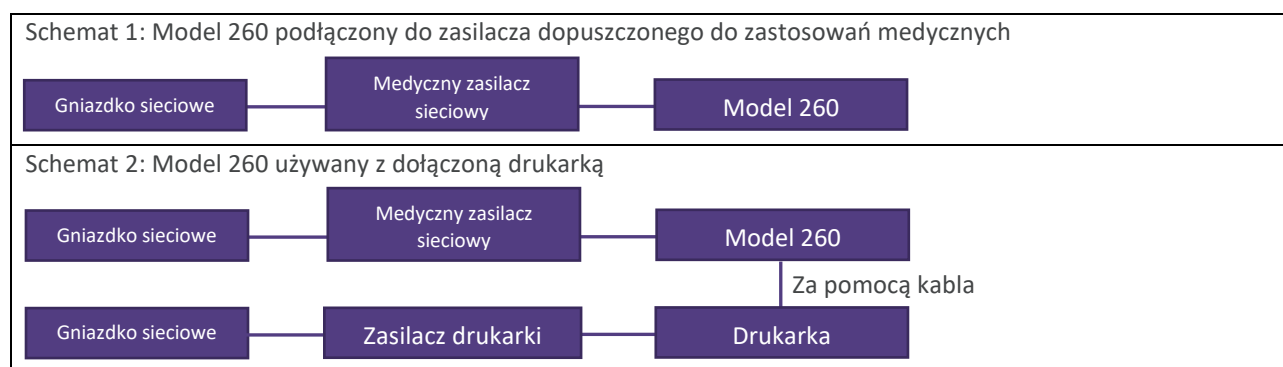 Schemat 1: Model 260 podłączony do zasilacza dopuszczonego do zastosowań medycznych
Gniazdko sieciowe
Medyczny zasilacz
sieciowy
Model 260
Schemat 2: Model 260 używany z dołączoną drukarką
Gniazdko sieciowe
Medyczny zasilacz
sieciowy
Model 260
Za pomocą kabla
Gniazdko sieciowe
Zasilacz drukarki
Drukarka